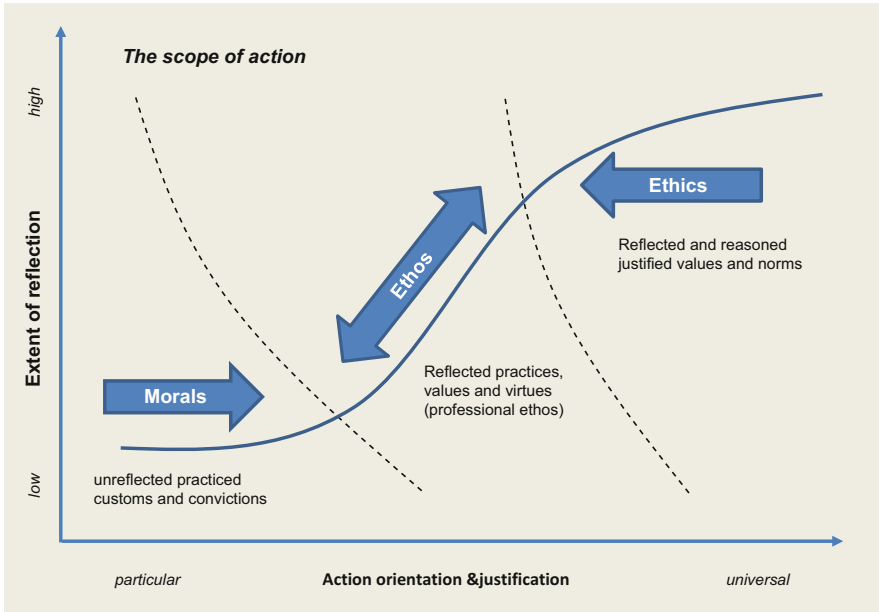 The scope of action
high
Extent of reflection
low
Ethics
Reflected and reasoned
justified values and norms
Ethos
Reflected practices,
values and virtues
(professional ethos)
Morals
unreflected practiced
customs and convictions
particular
Action orientation &justification
universal